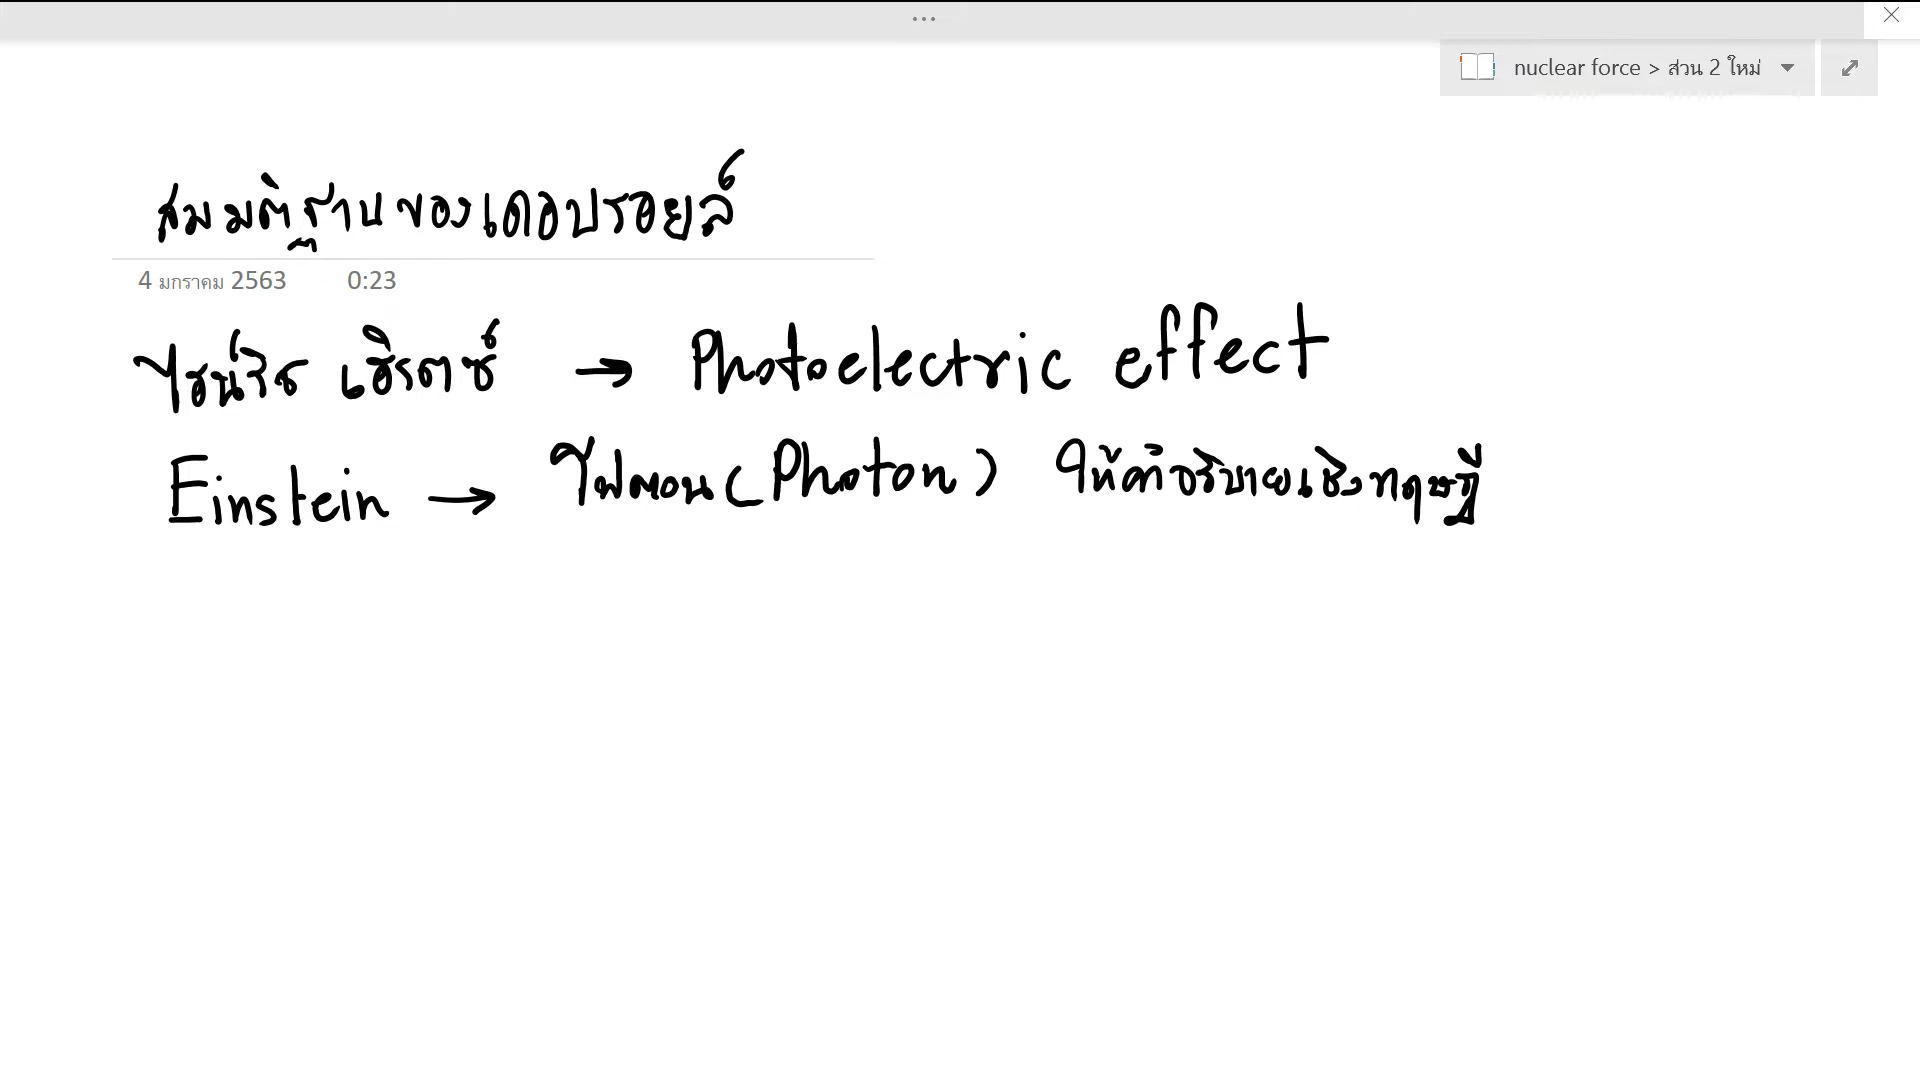 ...
nuclear force > ส่วน 2 ใหม่
สมมติฐานของเดอบรอยล์
4 มกราคม 2563 0:23
ไฮน์ริช เฮิรตซ์ → Photoelectric effect
Einstein → โฟตอน (Photon) ให้คำอธิบายเชิงทฤษฎี